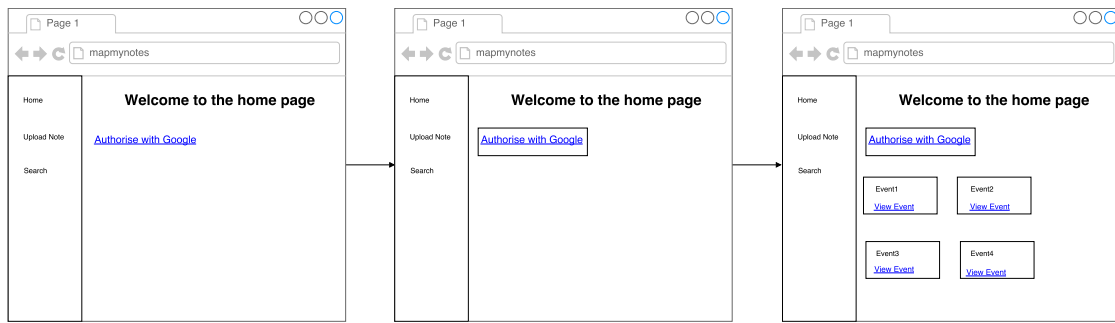 Page 1
mapmynotes
Home
Welcome to the home page
Upload Note
Authorise with Google
Search
Page 1
mapmynotes
Home
Welcome to the home page
Upload Note
Authorise with Google
Search
Page 1
mapmynotes
Home
Welcome to the home page
Upload Note
Authorise with Google
Search
Event1
View Event
Event2
View Event
Event3
View Event
Event4
View Event